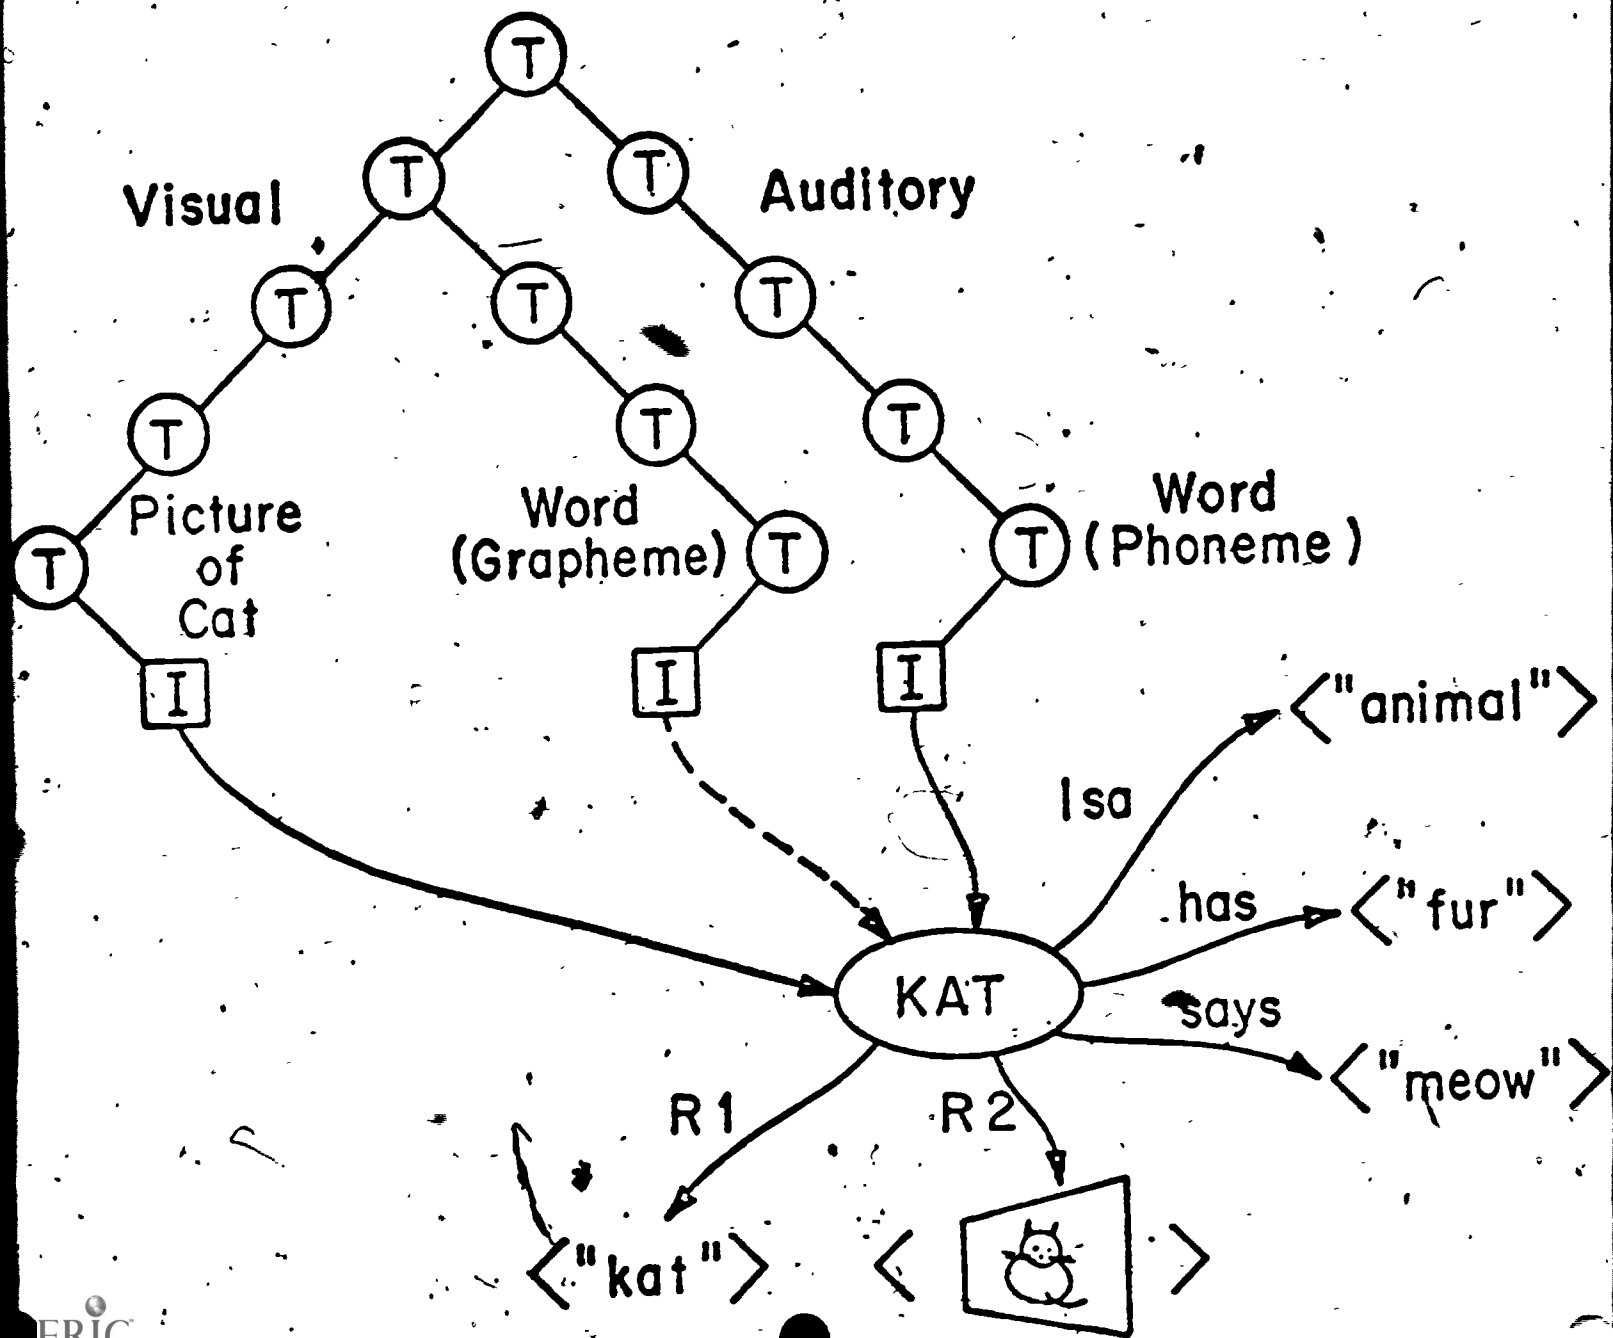 T
T
T
Visual
Auditory
T
T
T
T
T
T
Picture
of
Cat
Word
(Grapheme)
Word
(Phoneme)
T
T
T
I
I
I
<"animal">
Isa
has
<"fur">
KAT
says
<"meow">
R1
R2
<"kat">
< >
ERIC